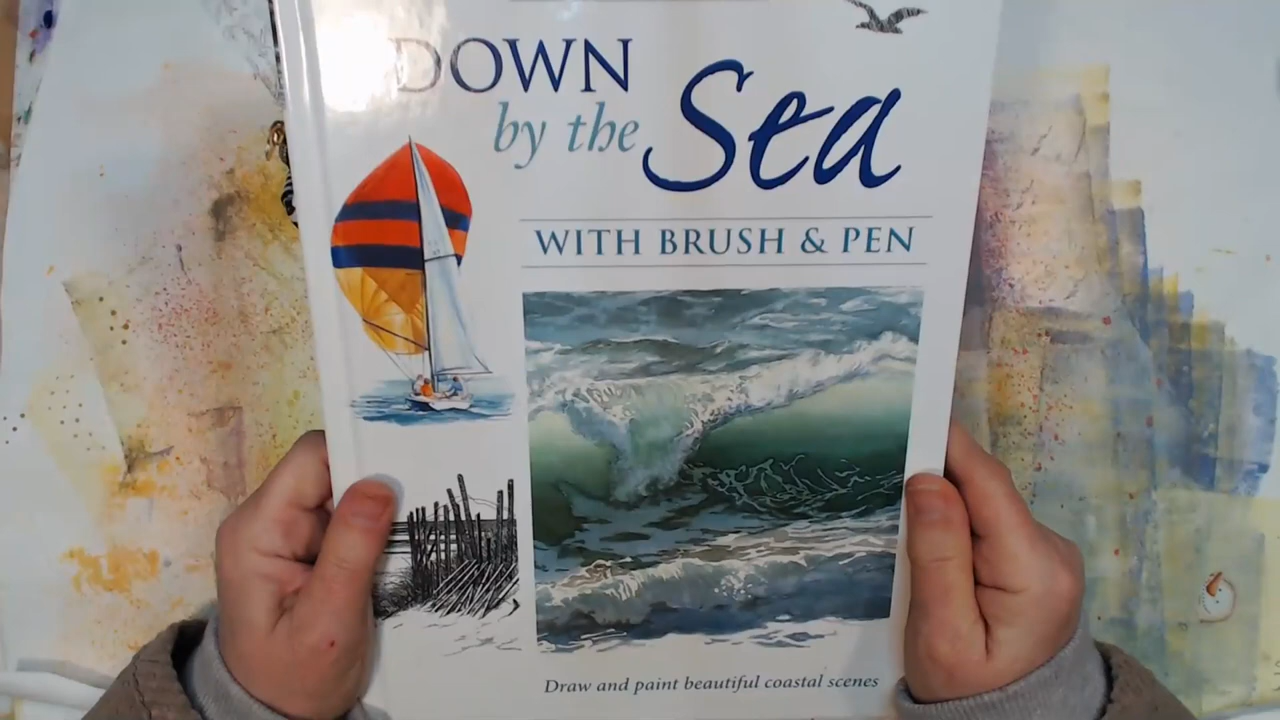 DOWN
by the Sea
WITH BRUSH & PEN
Draw and paint beautiful coastal scenes